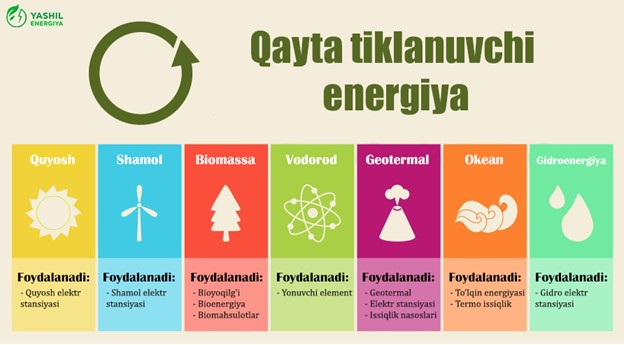 YASHIL
ENERGIYA
Qayta tiklanuvchi
energiya
Quyosh
Shamol
Biomassa
Vodorod
Geotermal
Okean
Gidroenergiya
Foydalanadi:
- Quyosh elektr
stansiyasi
Foydalanadi:
- Shamol elektr
stansiyasi
Foydalanadi:
- Bioyoqilg'i
- Bioenergiya
- Biomahsulotlar
Foydalanadi:
- Yonuvchi element
Foydalanadi:
- Geotermal
- Elektr stansiyasi
- Issiqlik nasoslari
Foydalanadi:
- To'lqin energiyasi
- Termo issiqlik
Foydalanadi:
- Gidro elektr
stansiyasi